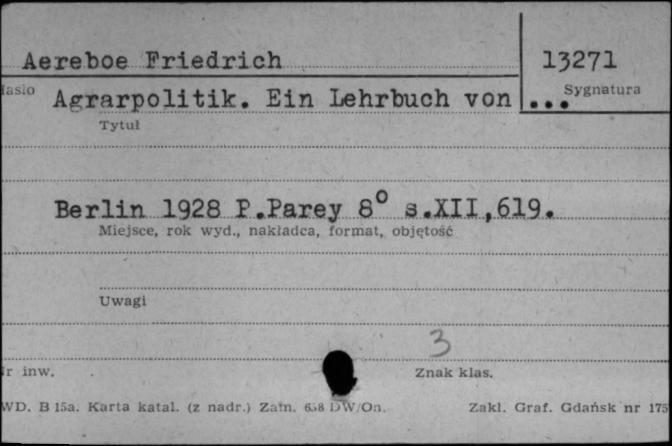 Aereboe Friedrich 13271
Hasło Sygnatura
Agrarpolitik. Ein Lehrbuch von ...
Tytuł
Berlin 1928 P.Parey 8° s.XII,619.
Miejsce, rok wyd., nakładca, format, objętość
Uwagi
3
Nr inw. Znak klas.
WD. B 15a. Karta katal. (z nadr.) Zam. 658 DW/On. Zakł. Graf. Gdańsk nr 175